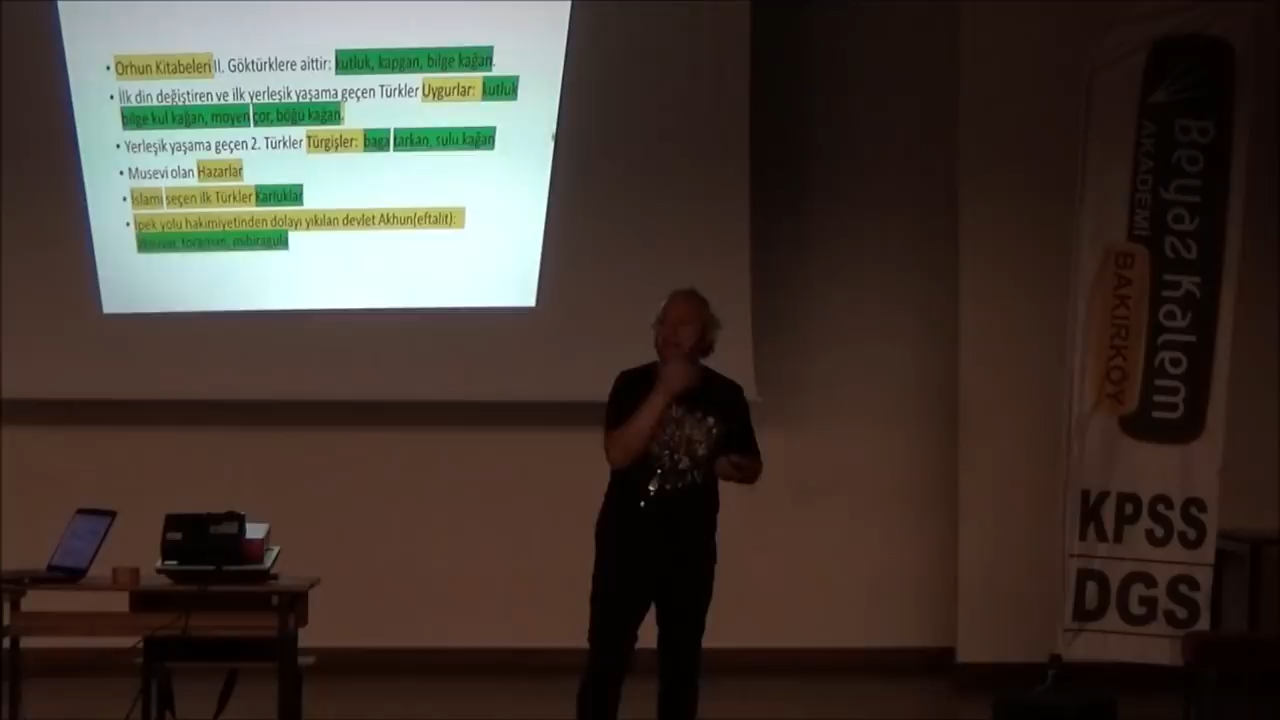 • Orhun Kitabeleri II. Göktürklere aittir: kutluk, kapgan, bilge kağan.
• İlk din değiştiren ve ilk yerleşik yaşama geçen Türkler Uygurlar: kutluk
bilge kul kağan, moyen çor, böğü kağan.
• Yerleşik yaşama geçen 2. Türkler Türgişler: baga tarkan, sulu kağan
• Musevi olan Hazarlar
• İslamı seçen ilk Türkler Karluklar
• İpek yolu hakimiyetinden dolayı yıkılan devlet Akhun(eftalit):
Beyaz Kalem
AKADEMİ
BAKIRKÖY
KPSS
DGS